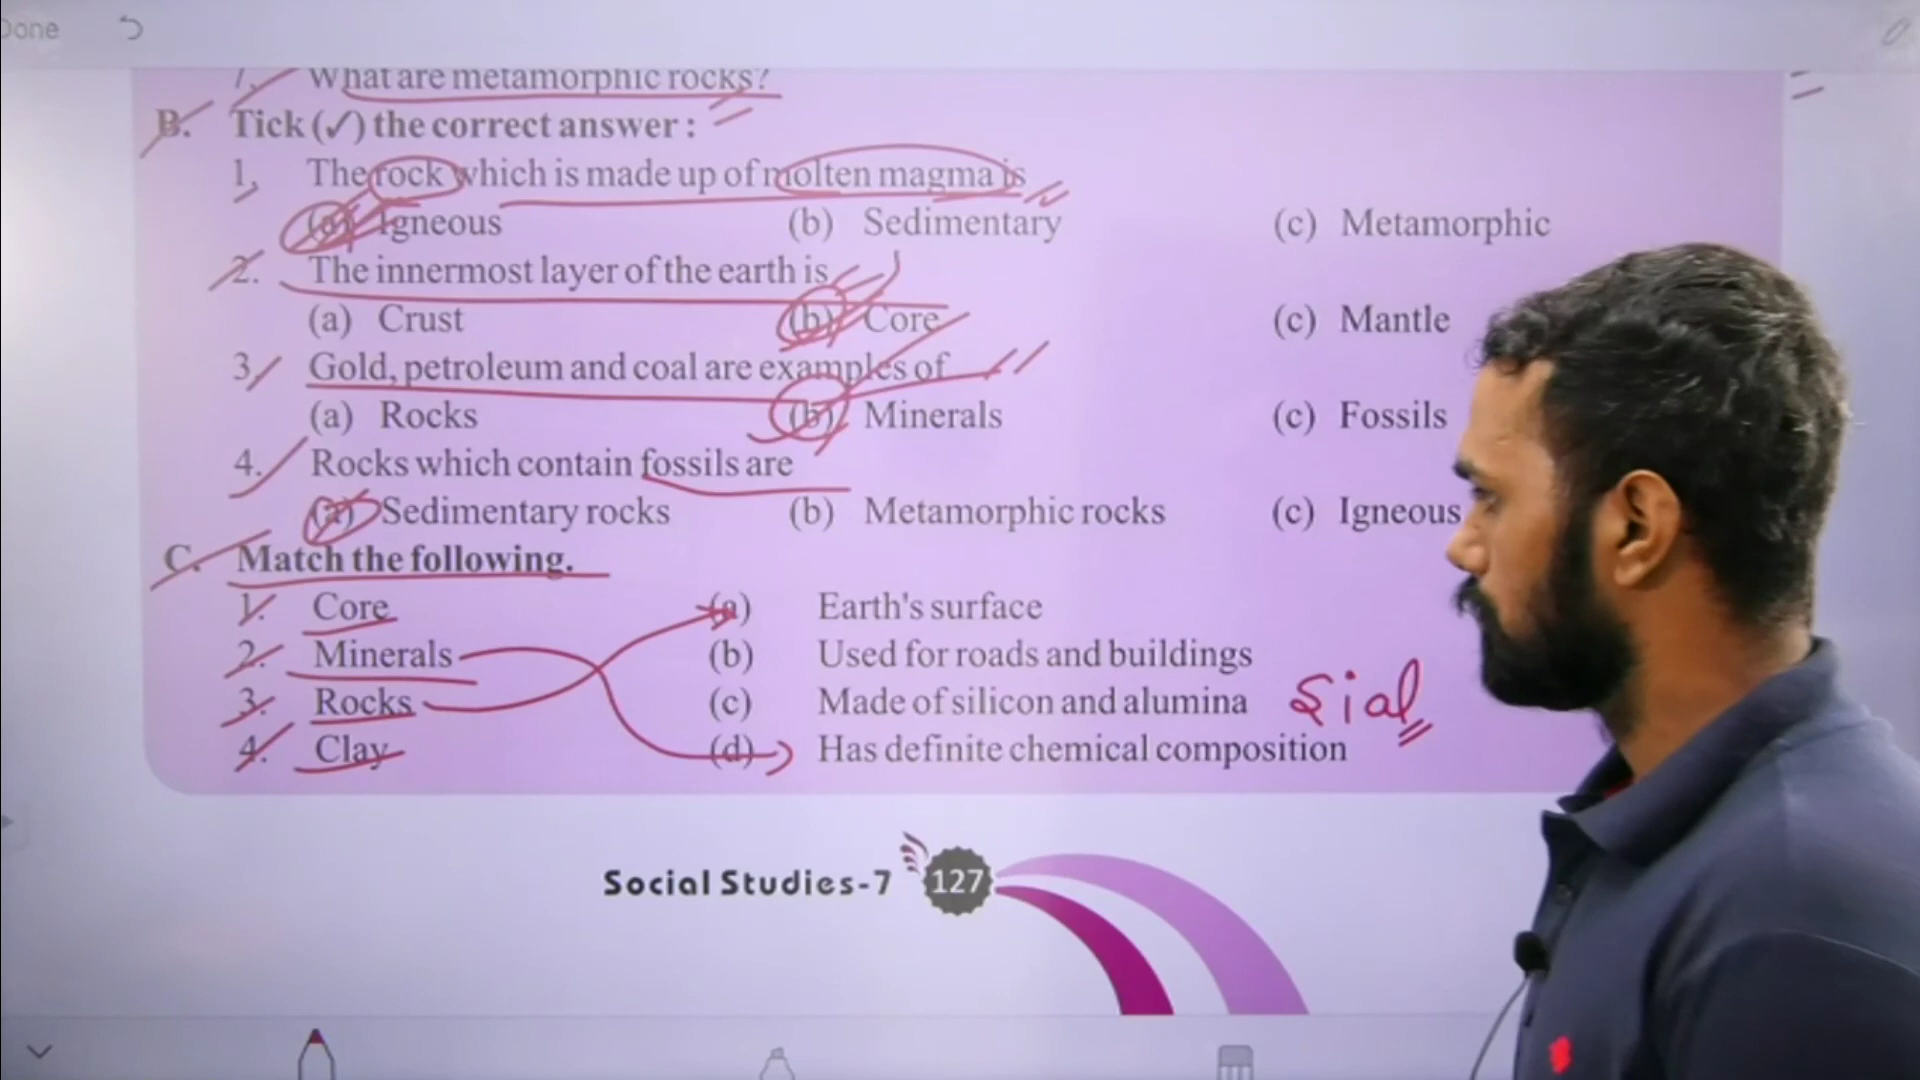 Done
7. What are metamorphic rocks?
B. Tick (✓) the correct answer :
1. The rock which is made up of molten magma is
(a) Igneous (b) Sedimentary (c) Metamorphic
2. The innermost layer of the earth is
(a) Crust (b) Core (c) Mantle
3. Gold, petroleum and coal are examples of
(a) Rocks (b) Minerals (c) Fossils
4. Rocks which contain fossils are
(a) Sedimentary rocks (b) Metamorphic rocks (c) Igneous
C. Match the following.
1. Core (a) Earth's surface
2. Minerals (b) Used for roads and buildings
3. Rocks (c) Made of silicon and alumina Sial
4. Clay (d) Has definite chemical composition
Social Studies-7 127